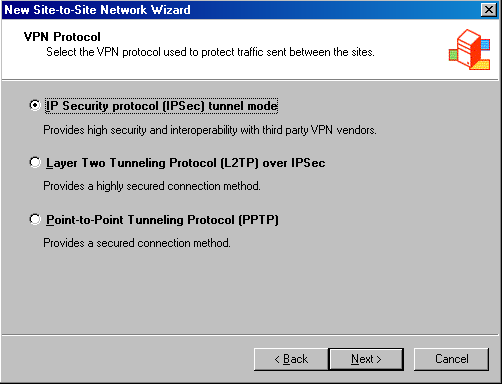 New Site-to-Site Network Wizard
VPN Protocol
Select the VPN protocol used to protect traffic sent between the sites.
IP Security protocol (IPSec) tunnel mode
Provides high security and interoperability with third party VPN vendors.
Layer Two Tunneling Protocol (L2TP) over IPSec
Provides a highly secured connection method.
Point-to-Point Tunneling Protocol (PPTP)
Provides a secured connection method.
< Back Next > Cancel